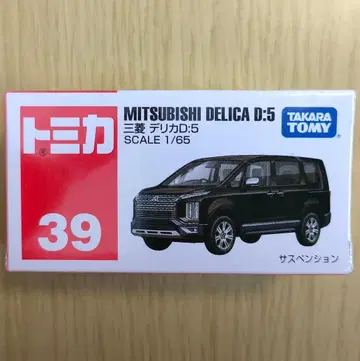 トミカ
39
MITSUBISHI DELICA D:5
三菱 デリカD:5
SCALE 1/65
TAKARA
TOMY
サスペンション